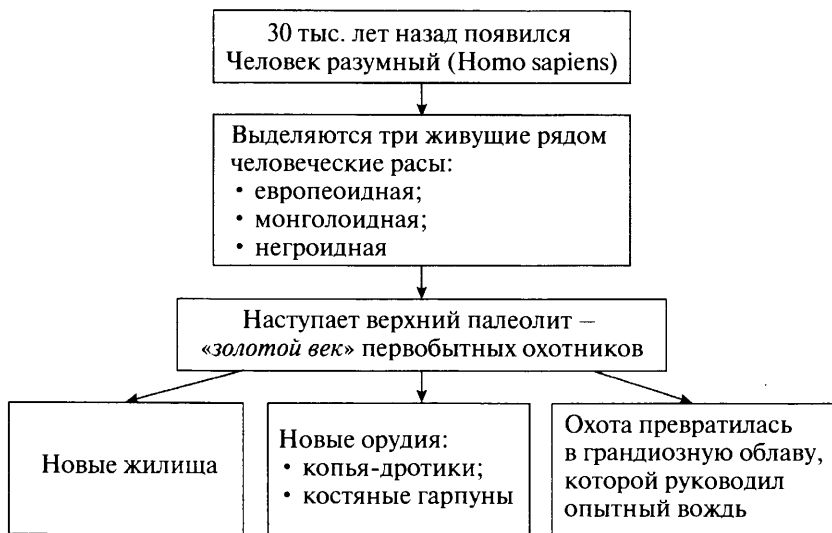 30 тыс. лет назад появился
Человек разумный (Homo sapiens)
Выделяются три живущие рядом
человеческие расы:
• европеоидная;
• монголоидная;
• негроидная
Наступает верхний палеолит –
«золотой век» первобытных охотников
Новые жилища
Новые орудия:
• копья-дротики;
• костяные гарпуны
Охота превратилась
в грандиозную облаву,
которой руководил
опытный вождь